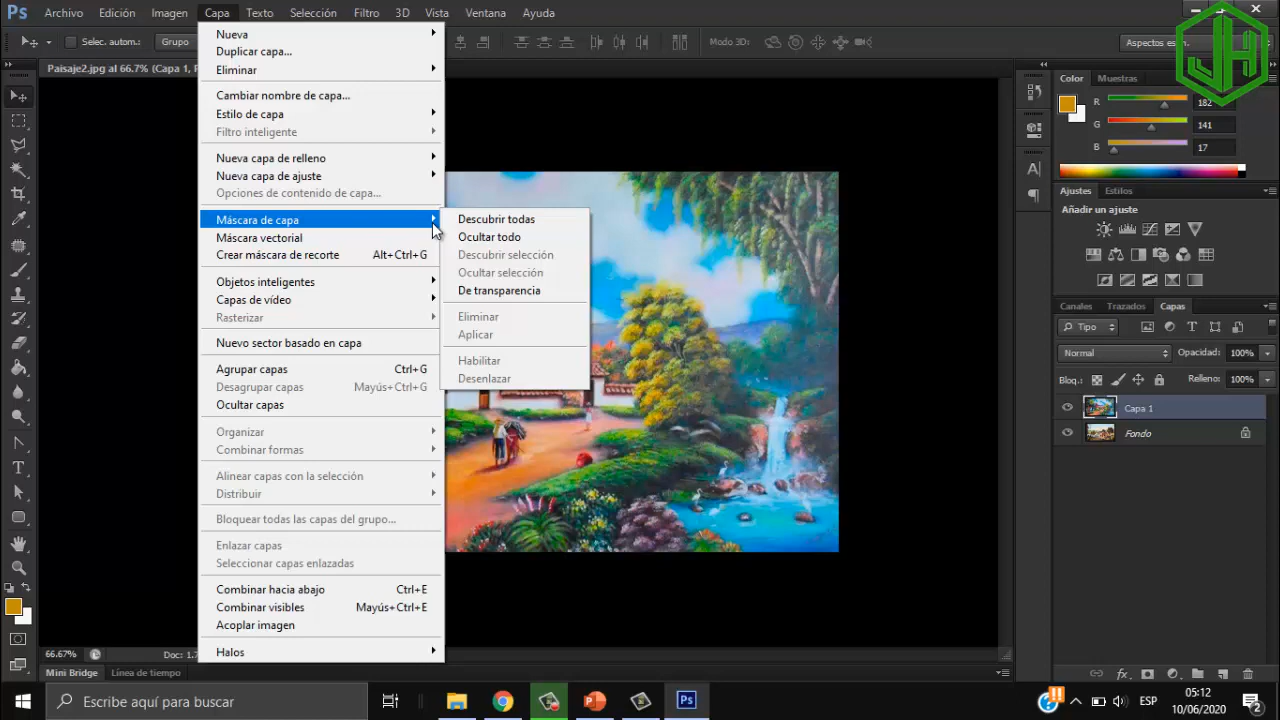 Ps Archivo Edición Imagen Capa Texto Selección Filtro 3D Vista Ventana Ayuda
Selec. autom.: Grupo
Modo 3D:
Aspectos es.
JH
Paisaje2.jpg al 66.7% (Capa 1,
Nueva
Duplicar capa...
Eliminar
Cambiar nombre de capa...
Estilo de capa
Filtro inteligente
Nueva capa de relleno
Nueva capa de ajuste
Opciones de contenido de capa...
Máscara de capa
Máscara vectorial
Crear máscara de recorte Alt+Ctrl+G
Objetos inteligentes
Capas de vídeo
Rasterizar
Nuevo sector basado en capa
Agrupar capas Ctrl+G
Desagrupar capas Mayús+Ctrl+G
Ocultar capas
Organizar
Combinar formas
Alinear capas con la selección
Distribuir
Bloquear todas las capas del grupo...
Enlazar capas
Seleccionar capas enlazadas
Combinar hacia abajo Ctrl+E
Combinar visibles Mayús+Ctrl+E
Acoplar imagen
Halos
Descubrir todas
Ocultar todo
Descubrir selección
Ocultar selección
De transparencia
Eliminar
Aplicar
Habilitar
Desenlazar
Color Muestras
R 182
G 141
B 17
Ajustes Estilos
Añadir un ajuste
Canales Trazados Capas
Tipo
Normal Opacidad: 100%
Bloq.: Relleno: 100%
Capa 1
Fondo
66.67% Doc: 1.7
Mini Bridge Línea de tiempo
Escribe aquí para buscar
Ps
11
ESP
05:12
10/06/2020
2